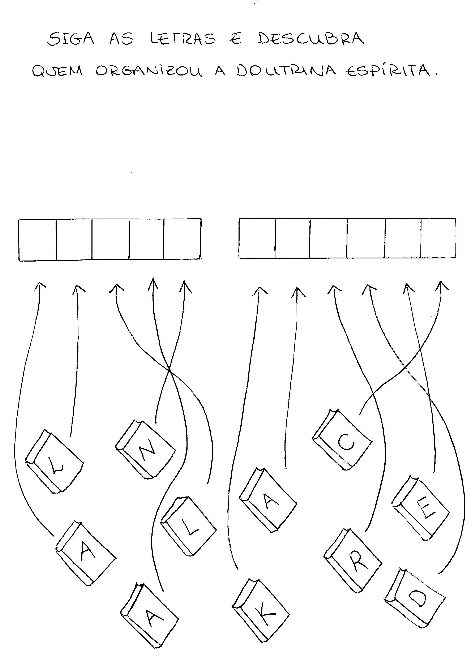 SIGA AS LETRAS E DESCUBRA
QUEM ORGANIZOU A DOUTRINA ESPÍRITA.
L
N
C
A
L
A
E
A
K
R
D